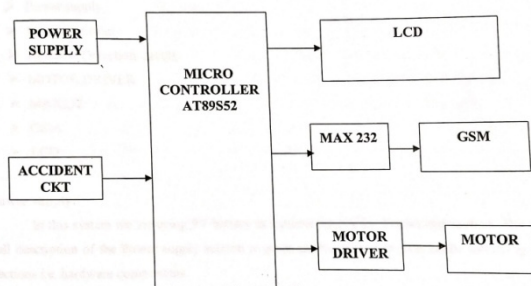 POWER
SUPPLY
LCD
MICRO
CONTROLLER
AT89S52
MAX 232
GSM
ACCIDENT
CKT
MOTOR
DRIVER
MOTOR